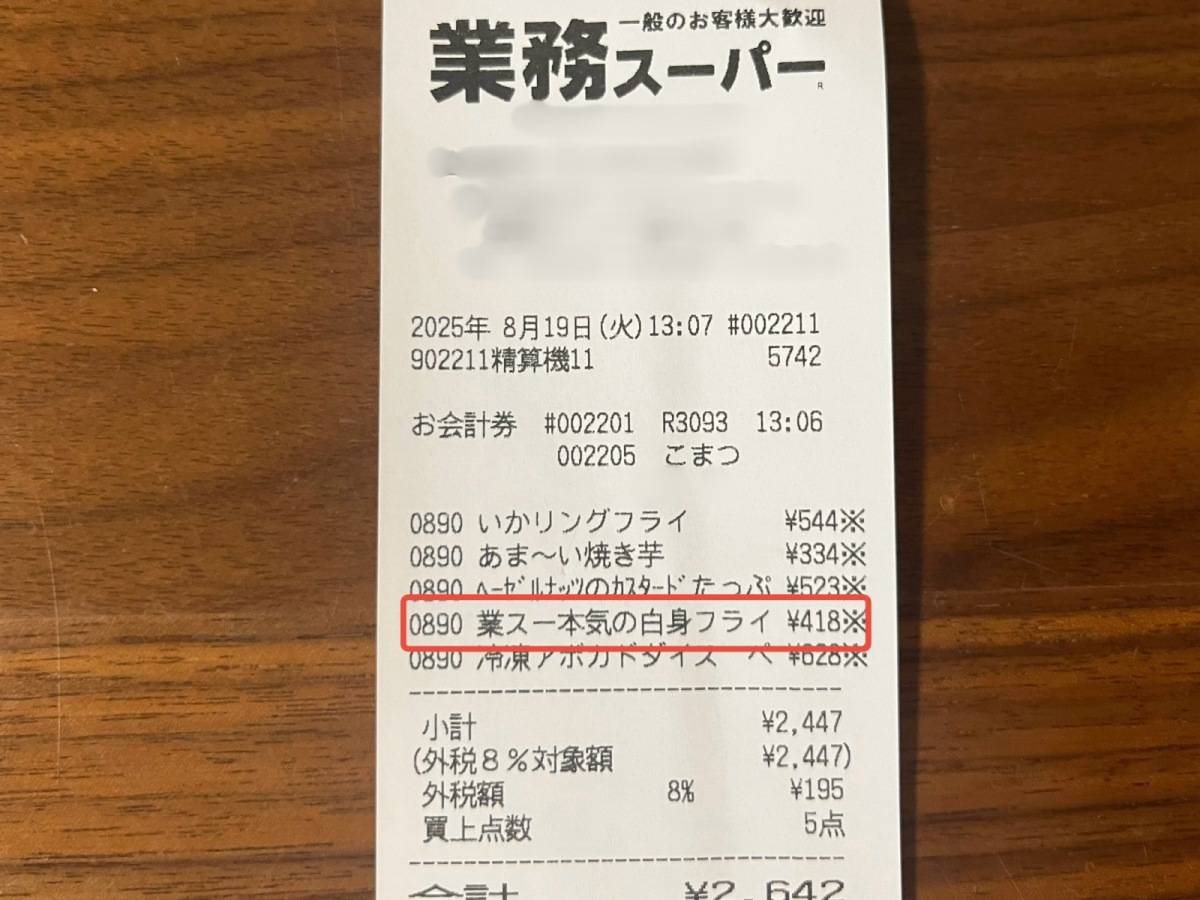 一般のお客様大歓迎
業務スーパー
R
2025年 8月19日(火)13:07 #002211
902211精算機11 5742
お会計券 #002201 R3093 13:06
002205 こまつ
0890 いかリングフライ ¥544※
0890 あま〜い焼き芋 ¥334※
0890 ﾍｰｾﾞﾙﾅｯﾂのｶｽﾀｰﾄﾞたっぷ ¥523※
0890 業スー本気の白身フライ ¥418※
0890 冷凍アボカドダイス ペ ¥628※
小計 ¥2,447
(外税8%対象額 ¥2,447)
外税額 8% ¥195
買上点数 5点
合計 ¥2,642